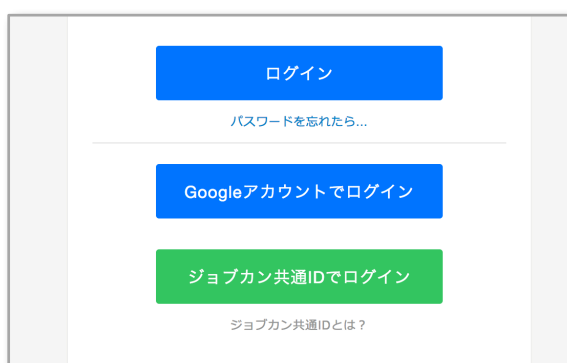 ログイン
パスワードを忘れたら...
Googleアカウントでログイン
ジョブカン共通IDでログイン
ジョブカン共通IDとは？